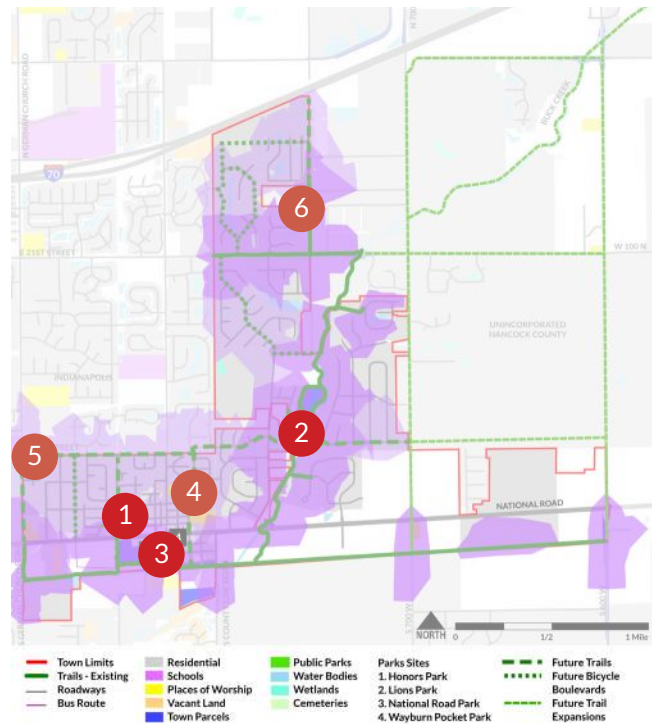 N GERMAN CHURCH ROAD
N 700
BUCK CREEK
70
6
E 21ST STREET
W 100 N
UNINCORPORATED
HANCOCK COUNTY
INDIANAPOLIS
2
5
4
1
NATIONAL ROAD
3
S 700 W
S 600 W
NORTH
0 1/2 1 Mile
Town Limits
Trails - Existing
Roadways
Bus Route
Residential
Schools
Places of Worship
Vacant Land
Town Parcels
Public Parks
Water Bodies
Wetlands
Cemeteries
Parks Sites
1. Honors Park
2. Lions Park
3. National Road Park
4. Wayburn Pocket Park
Future Trails
Future Bicycle
Boulevards
Future Trail
Expansions